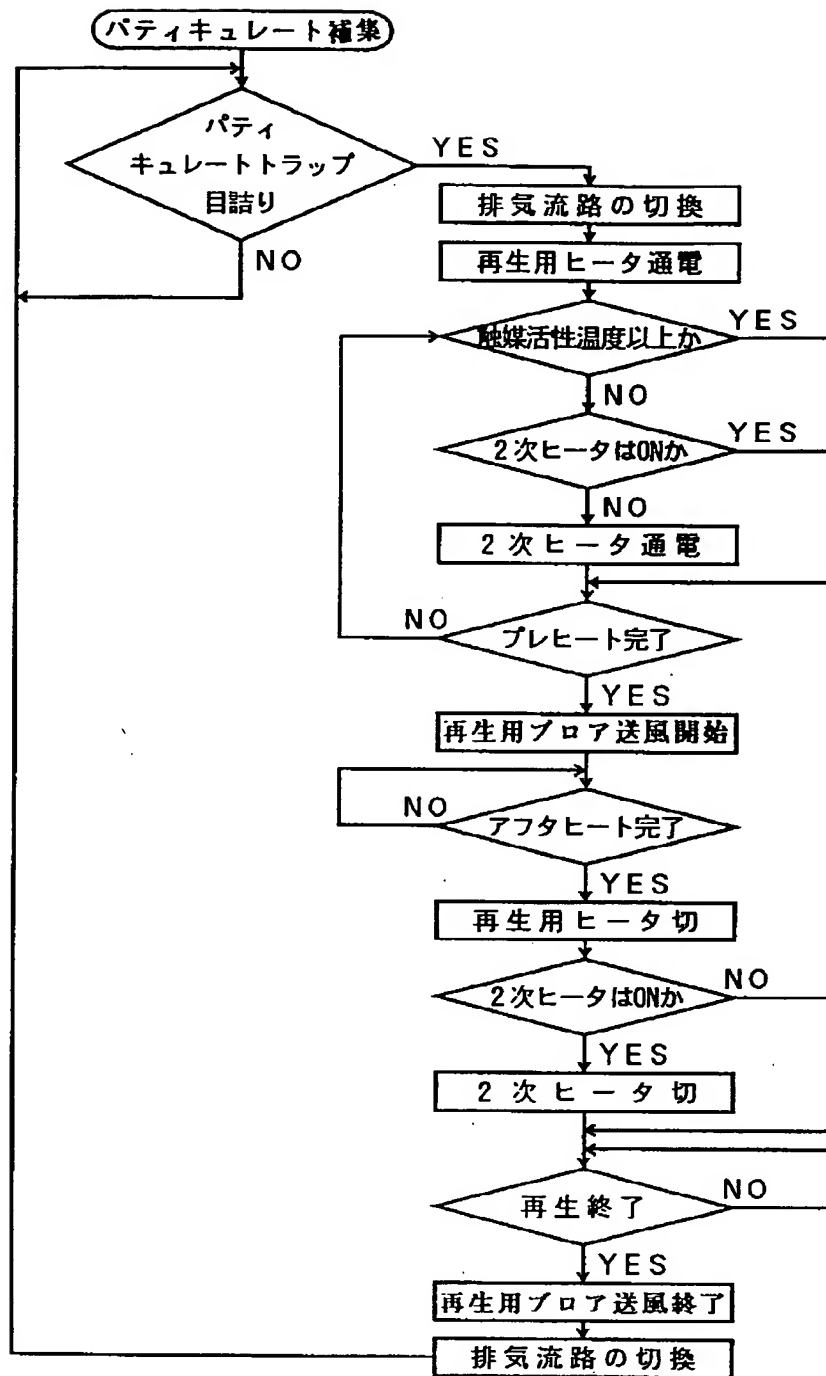 パティキュレート補集
パティ
キュレートトラップ
目詰り
YES
NO
排気流路の切換
再生用ヒータ通電
触媒活性温度以上か
YES
NO
2次ヒータはONか
YES
NO
2次ヒータ通電
プレヒート完了
NO
YES
再生用ブロア送風開始
アフタヒート完了
NO
YES
再生用ヒータ切
2次ヒータはONか
NO
YES
2次ヒータ切
再生終了
NO
YES
再生用ブロア送風終了
排気流路の切換